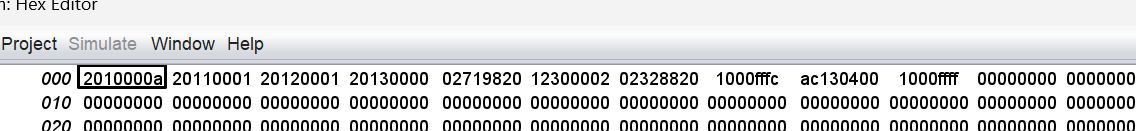 : Hex Editor
Project Simulate Window Help
000 2010000a 20110001 20120001 20130000 02719820 12300002 02328820 1000fffc ac130400 1000ffff 00000000 0000000
010 00000000 00000000 00000000 00000000 00000000 00000000 00000000 00000000 00000000 00000000 00000000 0000000
020 00000000 00000000 00000000 00000000 00000000 00000000 00000000 00000000 00000000 00000000 00000000 0000000